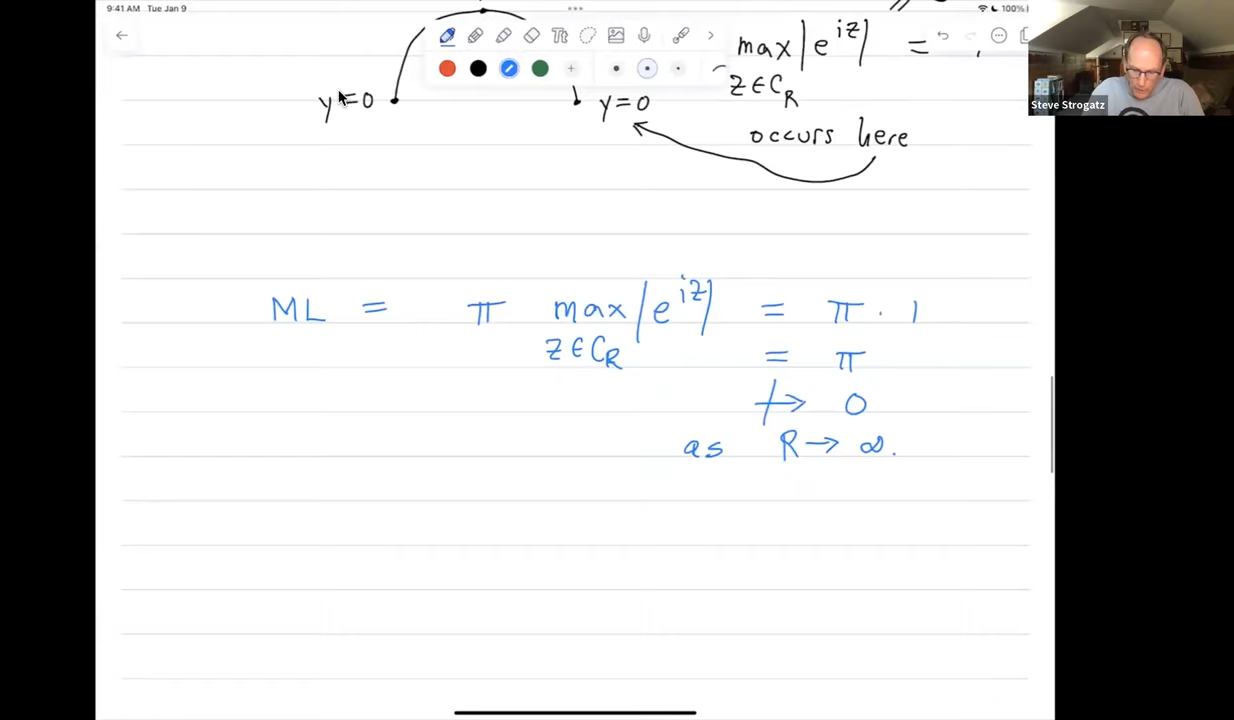 9:41 AM Tue Jan 9
100%
max |e^{iz}| =
z ∈ C_R
y=0
y=0
occurs here
Steve Strogatz
ML = π max |e^{iz}| = π · 1
z ∈ C_R = π
↛ 0
as R → ∞.